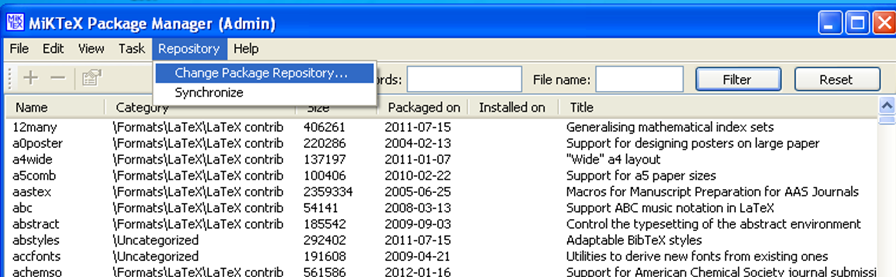 MiKTeX Package Manager (Admin)
File Edit View Task Repository Help
Change Package Repository...
Synchronize
File name:
Filter
Reset
Name Category Size Packaged on Installed on Title
12many \Formats\LaTeX\LaTeX contrib 406261 2011-07-15 Generalising mathematical index sets
a0poster \Formats\LaTeX\LaTeX contrib 220286 2004-02-13 Support for designing posters on large paper
a4wide \Formats\LaTeX\LaTeX contrib 137197 2011-01-07 "Wide" a4 layout
a5comb \Formats\LaTeX\LaTeX contrib 100406 2010-02-22 Support for a5 paper sizes
aastex \Formats\LaTeX\LaTeX contrib 2359334 2005-06-25 Macros for Manuscript Preparation for AAS Journals
abc \Formats\LaTeX\LaTeX contrib 54141 2008-03-13 Support ABC music notation in LaTeX
abstract \Formats\LaTeX\LaTeX contrib 185542 2009-09-03 Control the typesetting of the abstract environment
abstyles \Uncategorized 292402 2011-07-15 Adaptable BibTeX styles
accfonts \Uncategorized 191608 2009-04-21 Utilities to derive new fonts from existing ones
achemso \Formats\LaTeX\LaTeX contrib 561586 2012-01-16 Support for American Chemical Society journal submissi